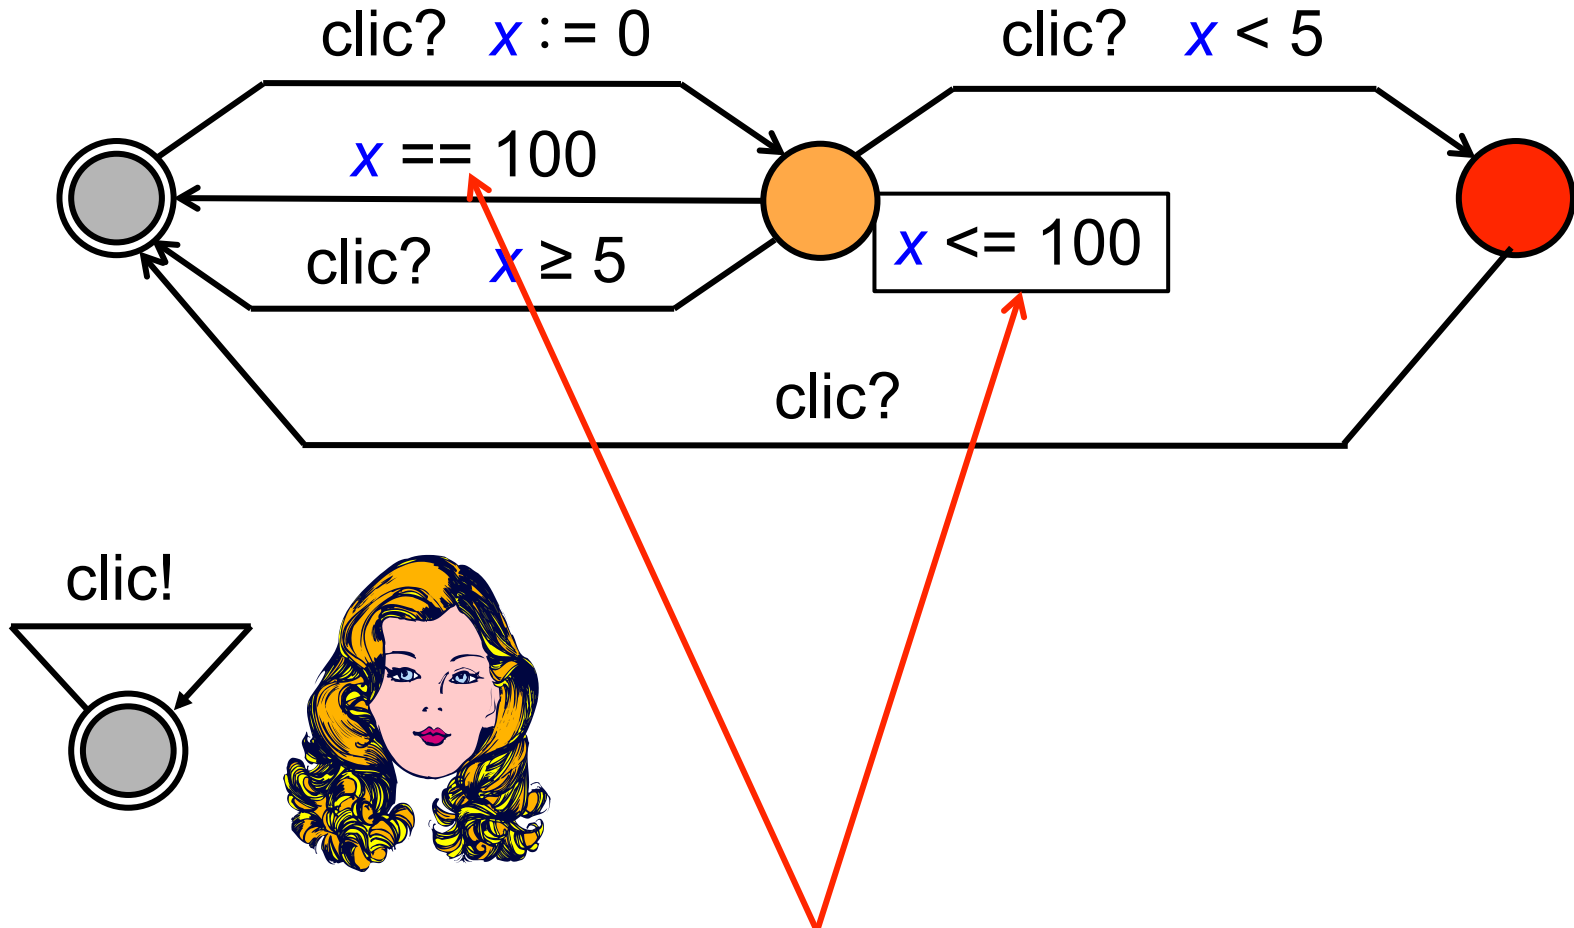 clic? x := 0
clic? x < 5
x == 100
x <= 100
clic? x ≥ 5
clic?
clic!